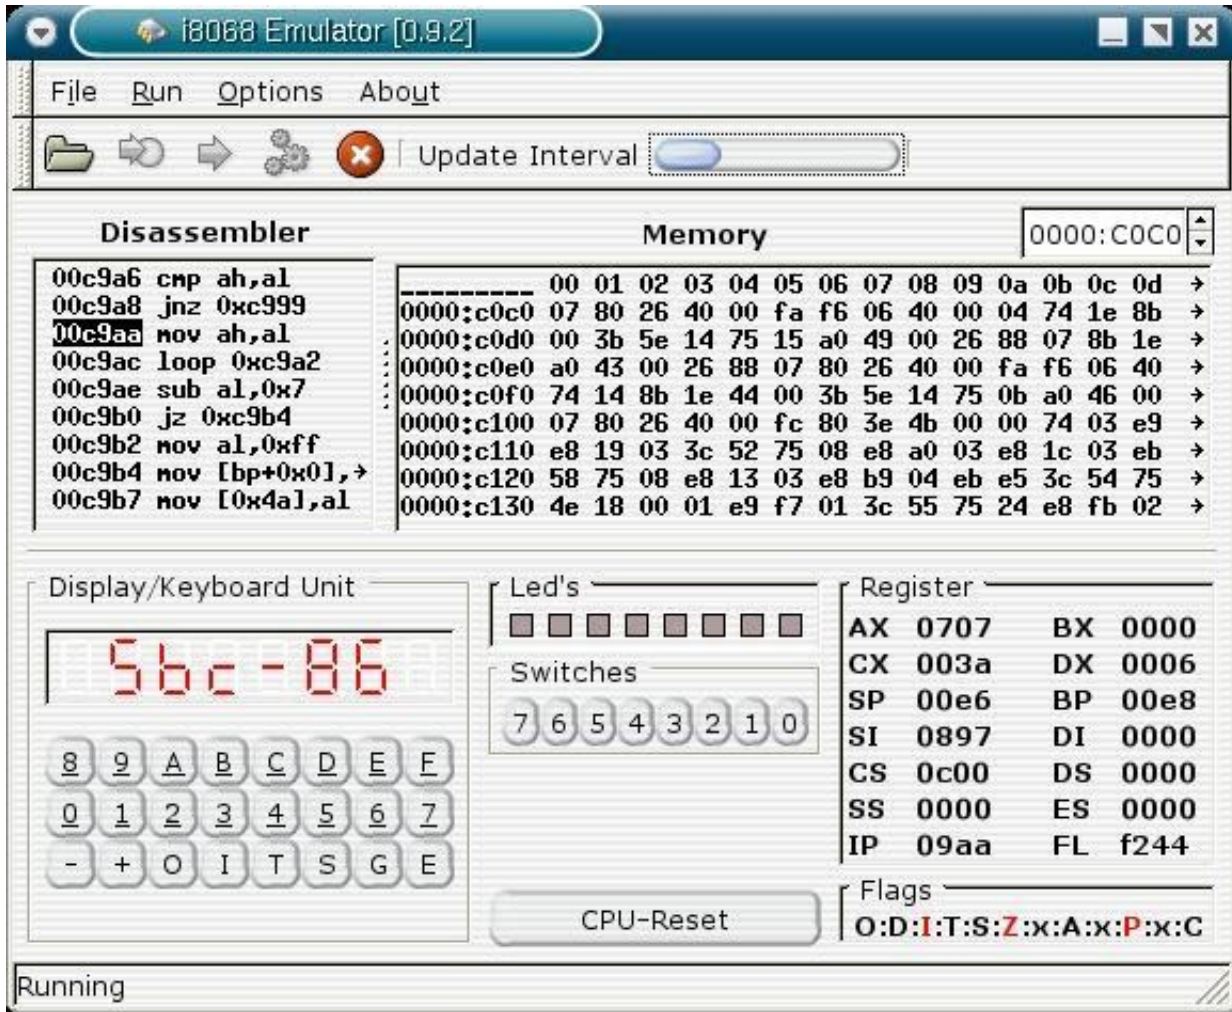 i8068 Emulator [0.9.2]
File Run Options About
Update Interval
Disassembler
00c9a6 cmp ah,al
00c9a8 jnz 0xc999
00c9aa mov ah,al
00c9ac loop 0xc9a2
00c9ae sub al,0x7
00c9b0 jz 0xc9b4
00c9b2 mov al,0xff
00c9b4 mov [bp+0x0],→
00c9b7 mov [0x4a],al
Memory 0000:C0C0
_________ 00 01 02 03 04 05 06 07 08 09 0a 0b 0c 0d →
0000:c0c0 07 80 26 40 00 fa f6 06 40 00 04 74 1e 8b →
0000:c0d0 00 3b 5e 14 75 15 a0 49 00 26 88 07 8b 1e →
0000:c0e0 a0 43 00 26 88 07 80 26 40 00 fa f6 06 40 →
0000:c0f0 74 14 8b 1e 44 00 3b 5e 14 75 0b a0 46 00 →
0000:c100 07 80 26 40 00 fc 80 3e 4b 00 00 74 03 e9 →
0000:c110 e8 19 03 3c 52 75 08 e8 a0 03 e8 1c 03 eb →
0000:c120 58 75 08 e8 13 03 e8 b9 04 eb e5 3c 54 75 →
0000:c130 4e 18 00 01 e9 f7 01 3c 55 75 24 e8 fb 02 →
Display/Keyboard Unit
Sbc-86
8 9 A B C D E F
0 1 2 3 4 5 6 7
- + O I T S G E
Led's
Switches
7 6 5 4 3 2 1 0
CPU-Reset
Register
AX 0707 BX 0000
CX 003a DX 0006
SP 00e6 BP 00e8
SI 0897 DI 0000
CS 0c00 DS 0000
SS 0000 ES 0000
IP 09aa FL f244
Flags
O:D:I:T:S:Z:x:A:x:P:x:C
Running